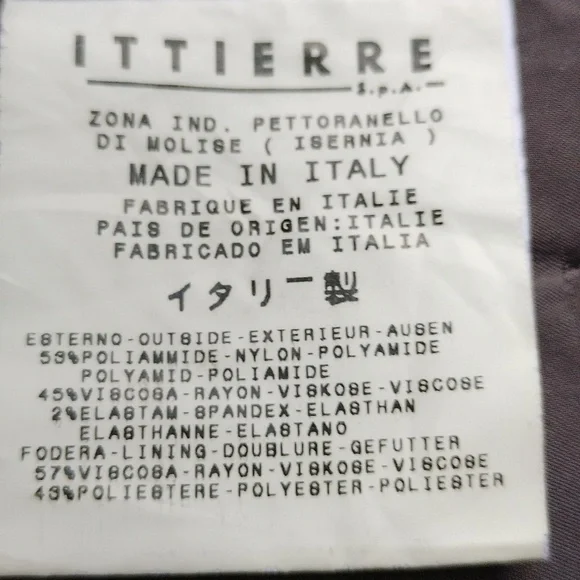 ITTIERRE
S.p.A.
ZONA IND. PETTORANELLO
DI MOLISE ( ISERNIA )
MADE IN ITALY
FABRIQUE EN ITALIE
PAIS DE ORIGEN:ITALIE
FABRICADO EM ITALIA
イタリー製
ESTERNO-OUTSIDE-EXTERIEUR-AUSEN
53%POLIAMMIDE-NYLON-POLYAMIDE
POLYAMID-POLIAMIDE
45%VISCOSA-RAYON-VISKOSE-VISCOSE
2%ELASTAM-SPANDEX-ELASTHAN
ELASTHANNE-ELASTANO
FODERA-LINING-DOUBLURE-GEFUTTER
57%VISCOSA-RAYON-VISKOSE-VISCOSE
43%POLIESTERE-POLYESTER-POLIESTER